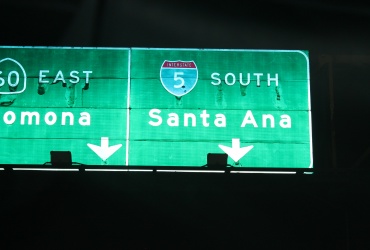 60 EAST
omona
INTERSTATE
5 SOUTH
Santa Ana